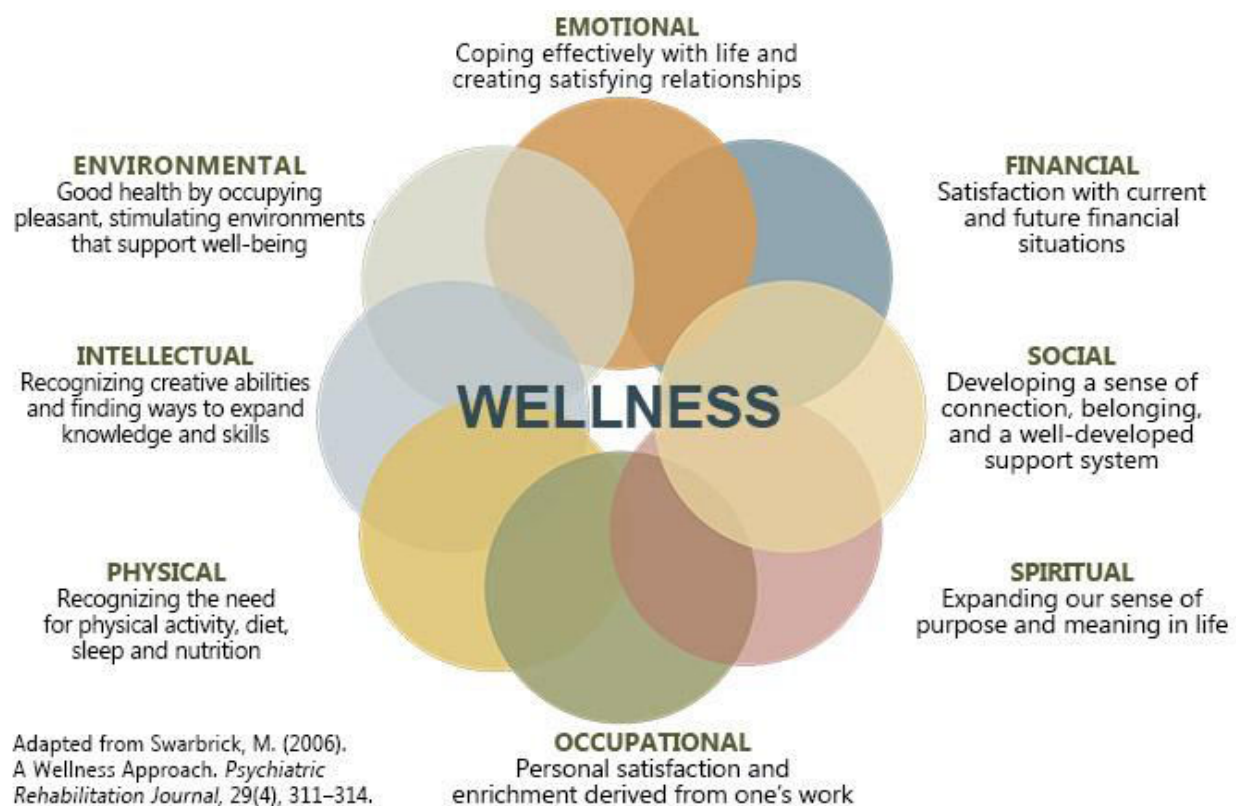 EMOTIONAL
Coping effectively with life and
creating satisfying relationships
ENVIRONMENTAL
Good health by occupying
pleasant, stimulating environments
that support well-being
FINANCIAL
Satisfaction with current
and future financial
situations
INTELLECTUAL
Recognizing creative abilities
and finding ways to expand
knowledge and skills
WELLNESS
SOCIAL
Developing a sense of
connection, belonging,
and a well-developed
support system
PHYSICAL
Recognizing the need
for physical activity, diet,
sleep and nutrition
SPIRITUAL
Expanding our sense of
purpose and meaning in life
OCCUPATIONAL
Personal satisfaction and
enrichment derived from one's work
Adapted from Swarbrick, M. (2006).
A Wellness Approach. Psychiatric
Rehabilitation Journal, 29(4), 311–314.